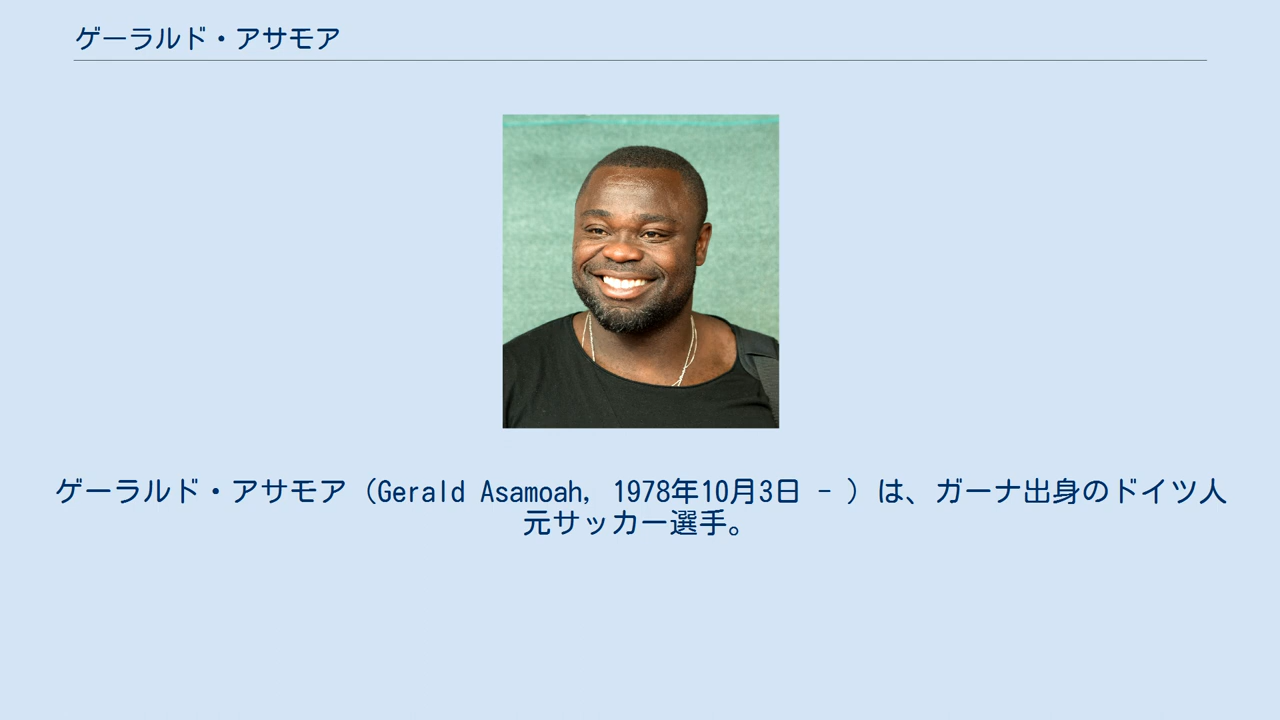 ゲーラルド・アサモア
ゲーラルド・アサモア（Gerald Asamoah, 1978年10月3日 - ）は、ガーナ出身のドイツ人
元サッカー選手。